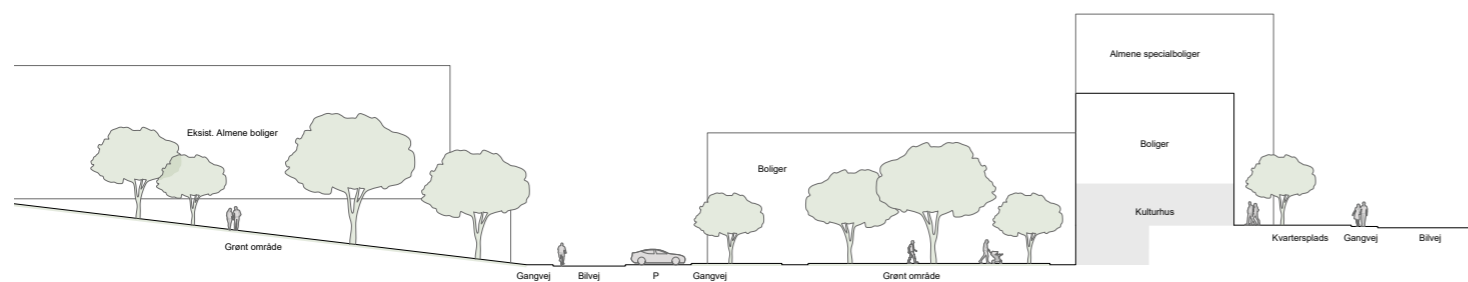 Almene specialboliger
Eksist. Almene boliger
Boliger
Boliger
Kulturhus
Grønt område
Kvartersplads
Gangvej
Bilvej
Gangvej
Bilvej
P
Gangvej
Grønt område